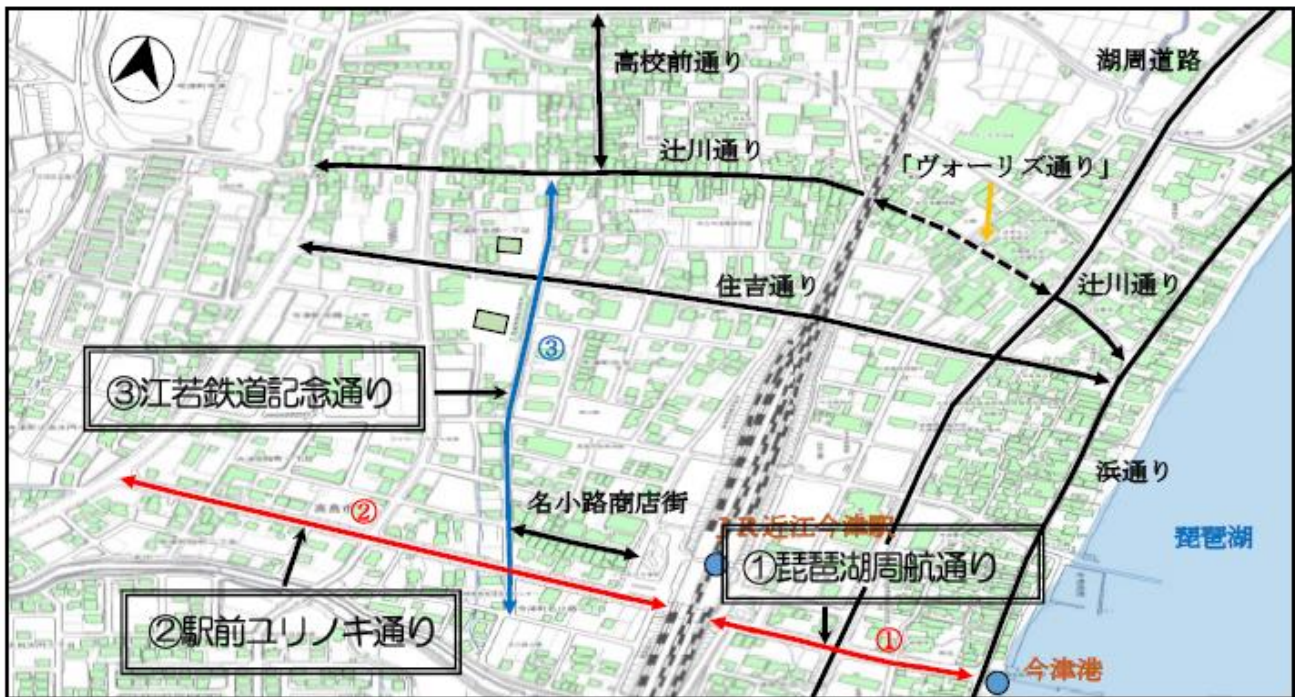 高校前通り
湖周道路
辻川通り
「ヴォーリズ通り」
住吉通り
辻川通り
③
③江若鉄道記念通り
浜通り
②
名小路商店街
JR近江今津駅
琵琶湖
①琵琶湖周航通り
②駅前ユリノキ通り
①
今津港